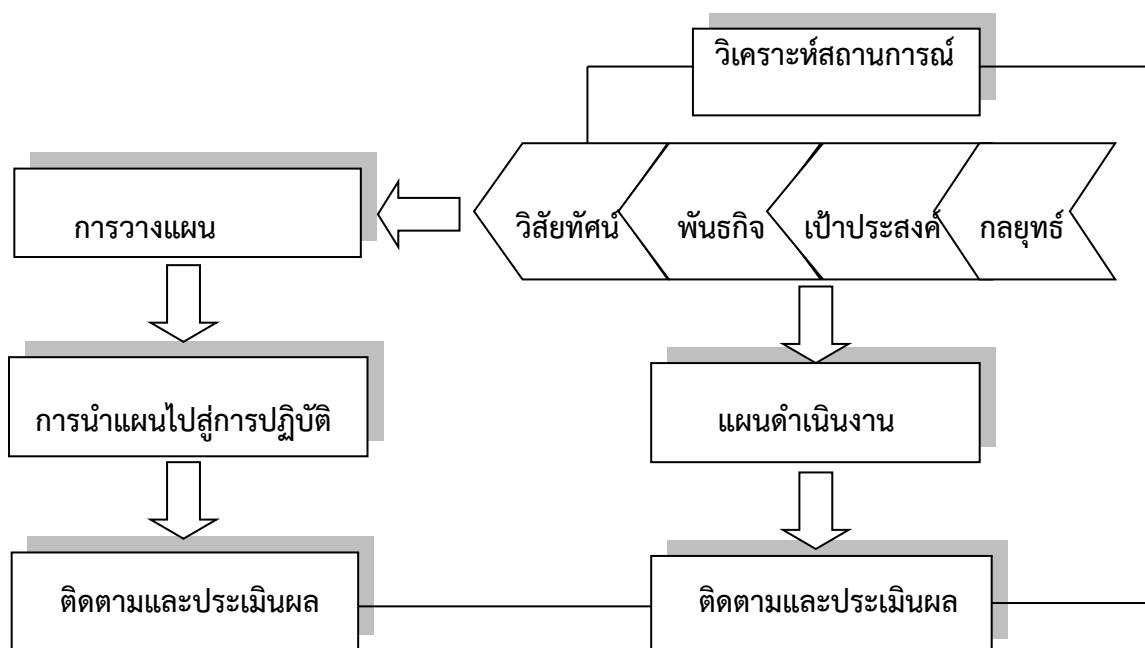 วิเคราะห์สถานการณ์
วิสัยทัศน์
พันธกิจ
เป้าประสงค์
กลยุทธ์
การวางแผน
การนำแผนไปสู่การปฏิบัติ
แผนดำเนินงาน
ติดตามและประเมินผล
ติดตามและประเมินผล